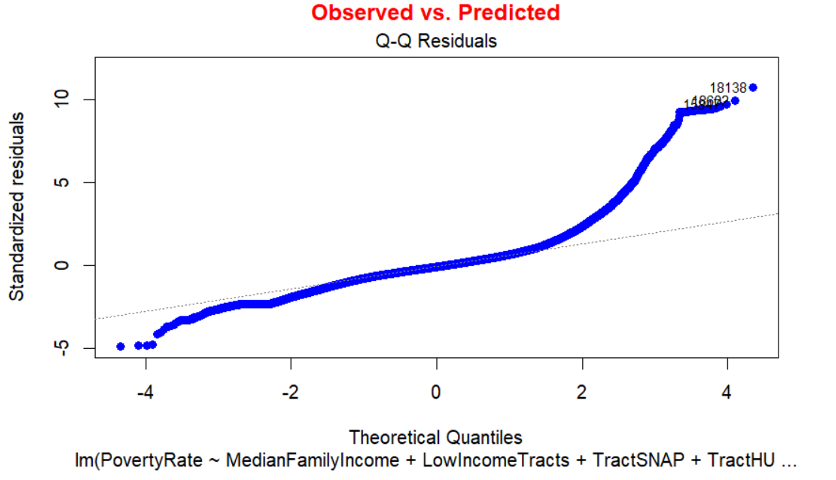 Observed vs. Predicted
Q-Q Residuals
Standardized residuals
10
5
0
-5
18138
-4 -2 0 2 4
Theoretical Quantiles
lm(PovertyRate ~ MedianFamilyIncome + LowIncomeTracts + TractSNAP + TractHU ...